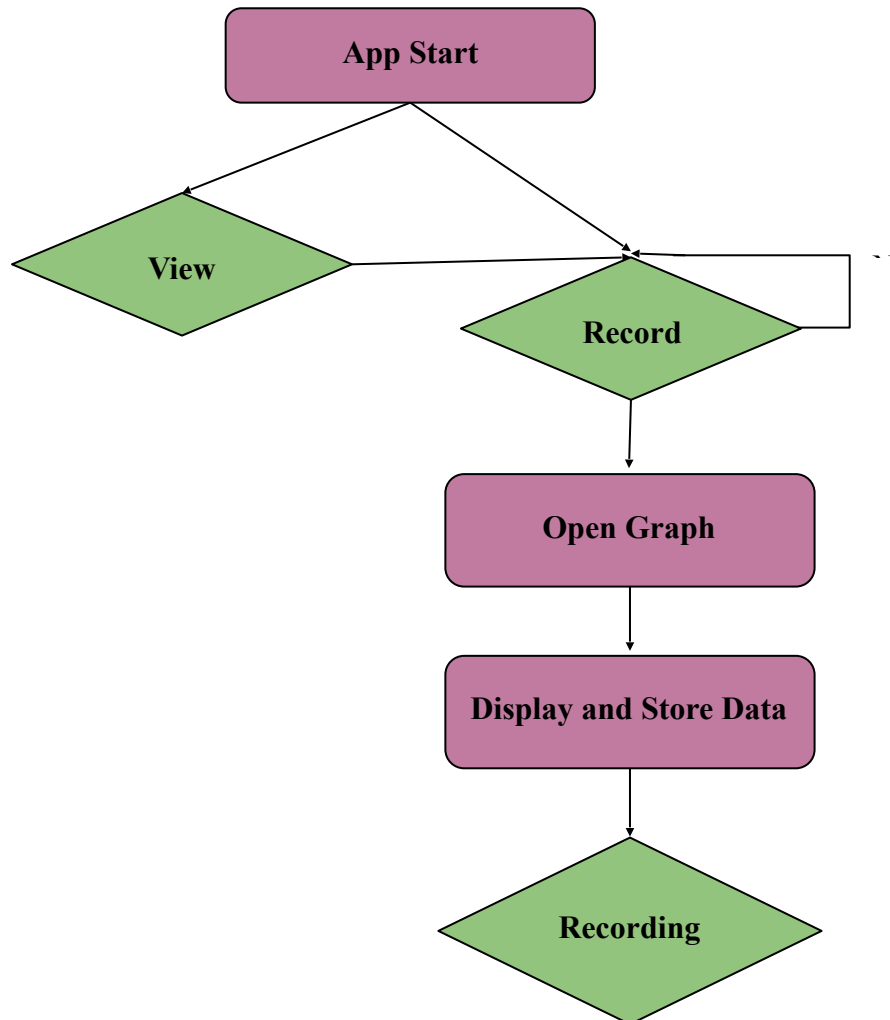 App Start
View
Record
Open Graph
Display and Store Data
Recording